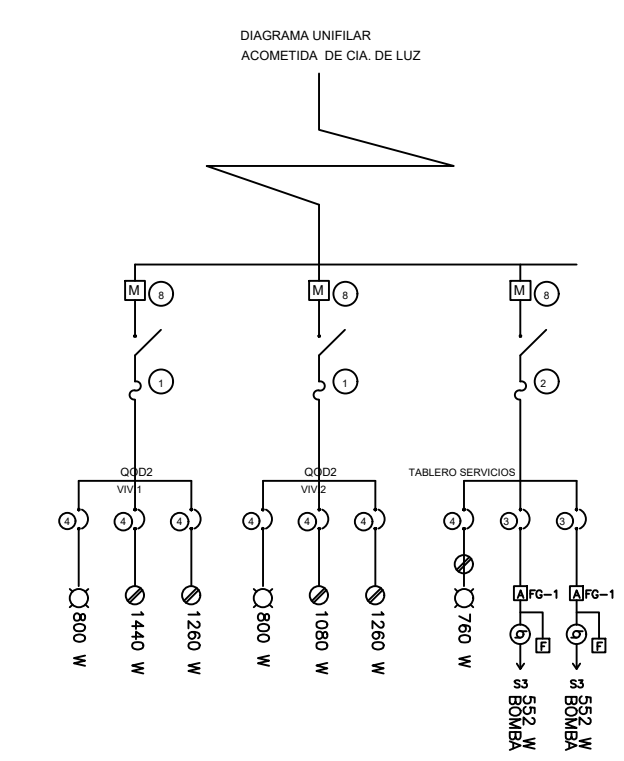 DIAGRAMA UNIFILAR
ACOMETIDA DE CIA. DE LUZ
M 8
M 8
M 8
1
1
2
QOD2
VIV 1
QOD2
VIV 2
TABLERO SERVICIOS
4
4
4
4
4
4
4
3
3
A FG-1
A FG-1
F
F
800 W
1440 W
1260 W
800 W
1080 W
1260 W
760 W
S3
552 W
BOMBA
S3
552 W
BOMBA